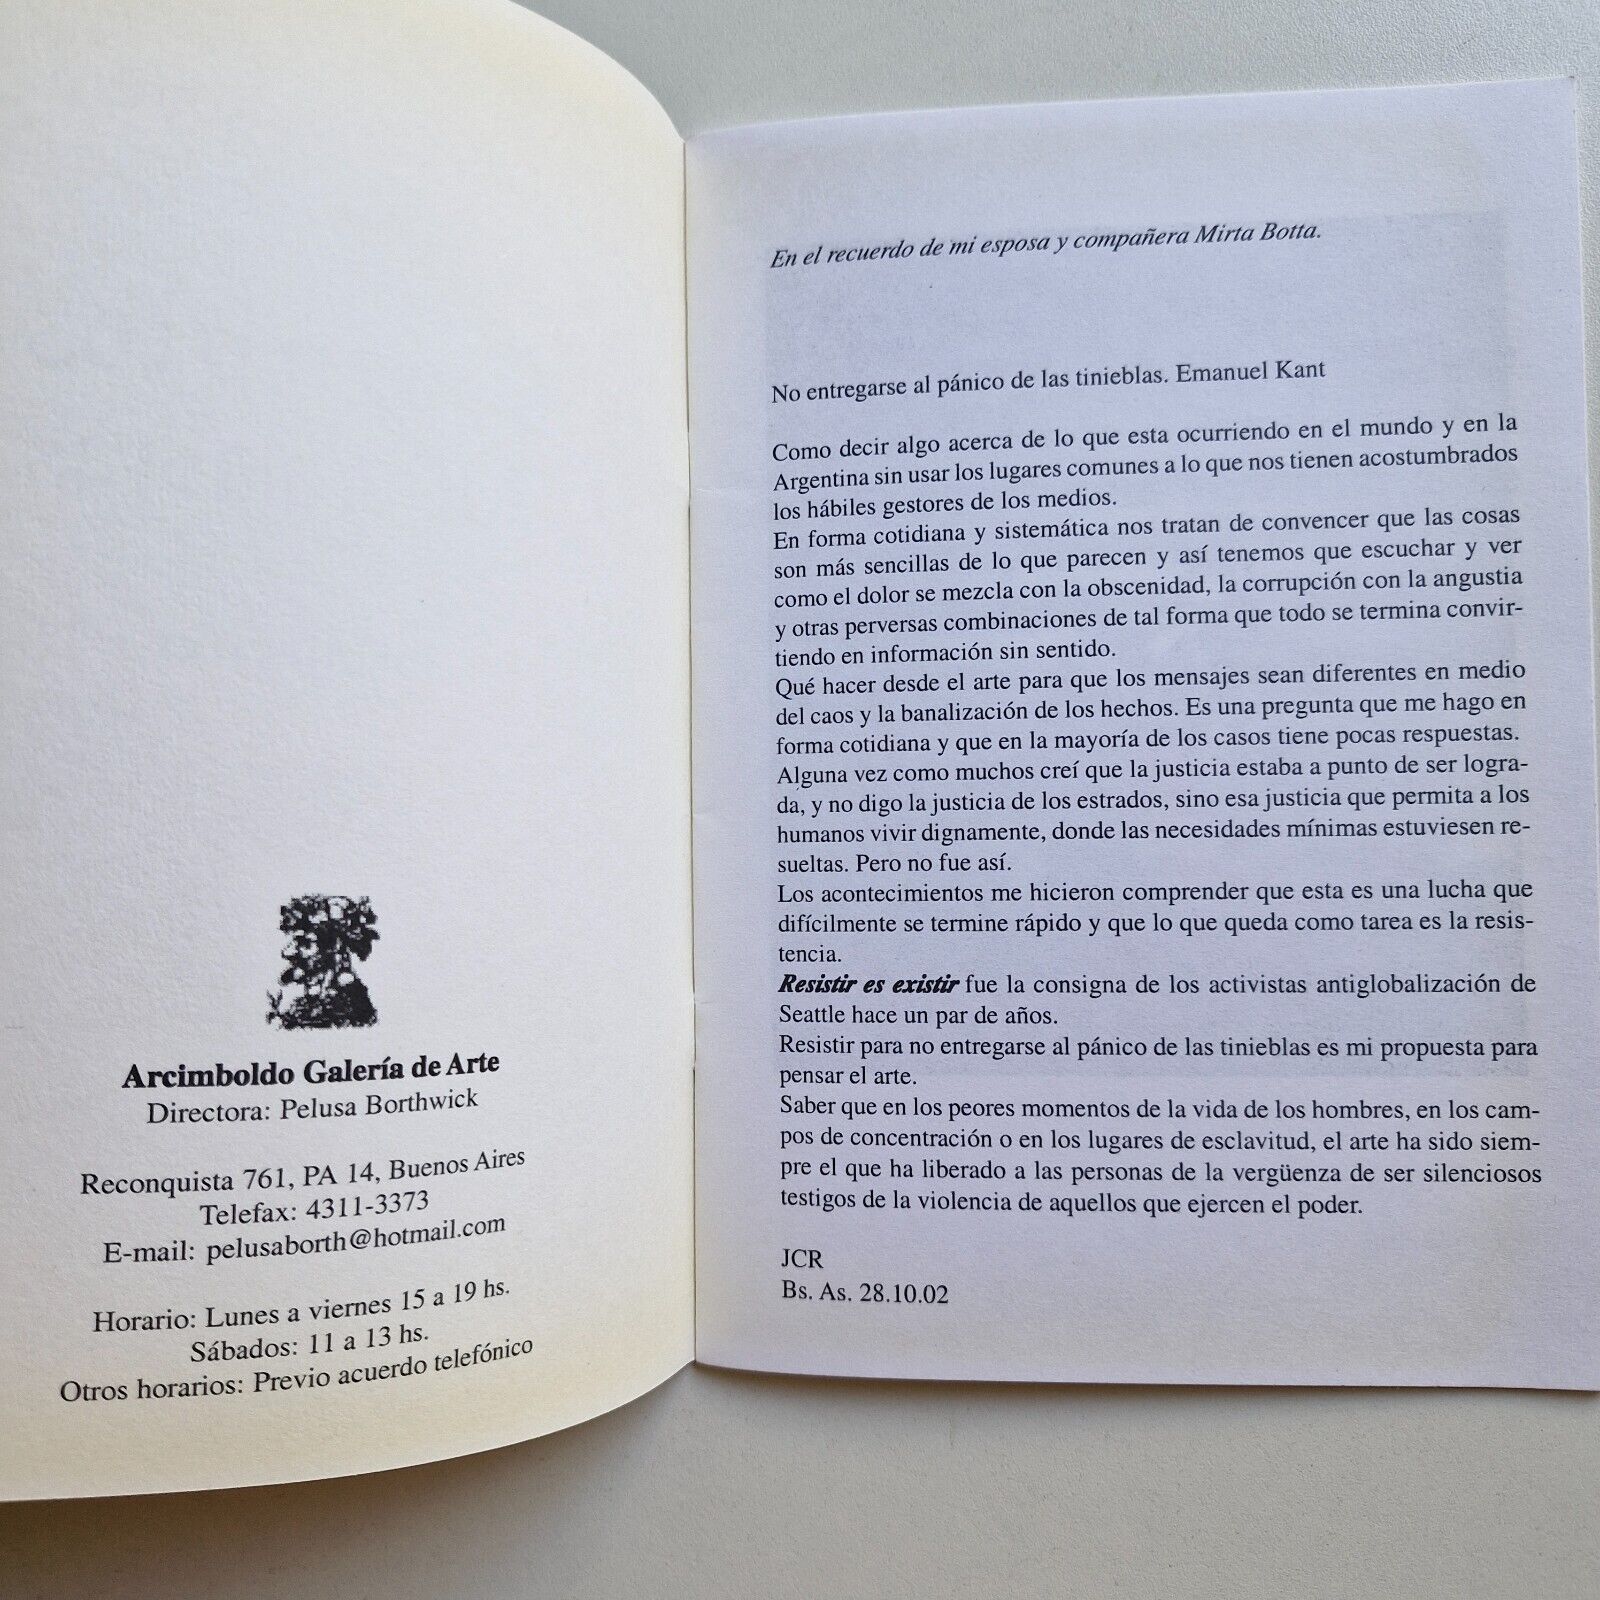 Arcimboldo Galería de Arte
Directora: Pelusa Borthwick
Reconquista 761, PA 14, Buenos Aires
Telefax: 4311-3373
E-mail: pelusaborth@hotmail.com
Horario: Lunes a viernes 15 a 19 hs.
Sábados: 11 a 13 hs.
Otros horarios: Previo acuerdo telefónico
En el recuerdo de mi esposa y compañera Mirta Botta.
No entregarse al pánico de las tinieblas. Emanuel Kant
Como decir algo acerca de lo que esta ocurriendo en el mundo y en la
Argentina sin usar los lugares comunes a lo que nos tienen acostumbrados
los hábiles gestores de los medios.
En forma cotidiana y sistemática nos tratan de convencer que las cosas
son más sencillas de lo que parecen y así tenemos que escuchar y ver
como el dolor se mezcla con la obscenidad, la corrupción con la angustia
y otras perversas combinaciones de tal forma que todo se termina convir-
tiendo en información sin sentido.
Qué hacer desde el arte para que los mensajes sean diferentes en medio
del caos y la banalización de los hechos. Es una pregunta que me hago en
forma cotidiana y que en la mayoría de los casos tiene pocas respuestas.
Alguna vez como muchos creí que la justicia estaba a punto de ser logra-
da, y no digo la justicia de los estrados, sino esa justicia que permita a los
humanos vivir dignamente, donde las necesidades mínimas estuviesen re-
sueltas. Pero no fue así.
Los acontecimientos me hicieron comprender que esta es una lucha que
difícilmente se termine rápido y que lo que queda como tarea es la resis-
tencia.
Resistir es existir fue la consigna de los activistas antiglobalización de
Seattle hace un par de años.
Resistir para no entregarse al pánico de las tinieblas es mi propuesta para
pensar el arte.
Saber que en los peores momentos de la vida de los hombres, en los cam-
pos de concentración o en los lugares de esclavitud, el arte ha sido siem-
pre el que ha liberado a las personas de la vergüenza de ser silenciosos
testigos de la violencia de aquellos que ejercen el poder.
JCR
Bs. As. 28.10.02